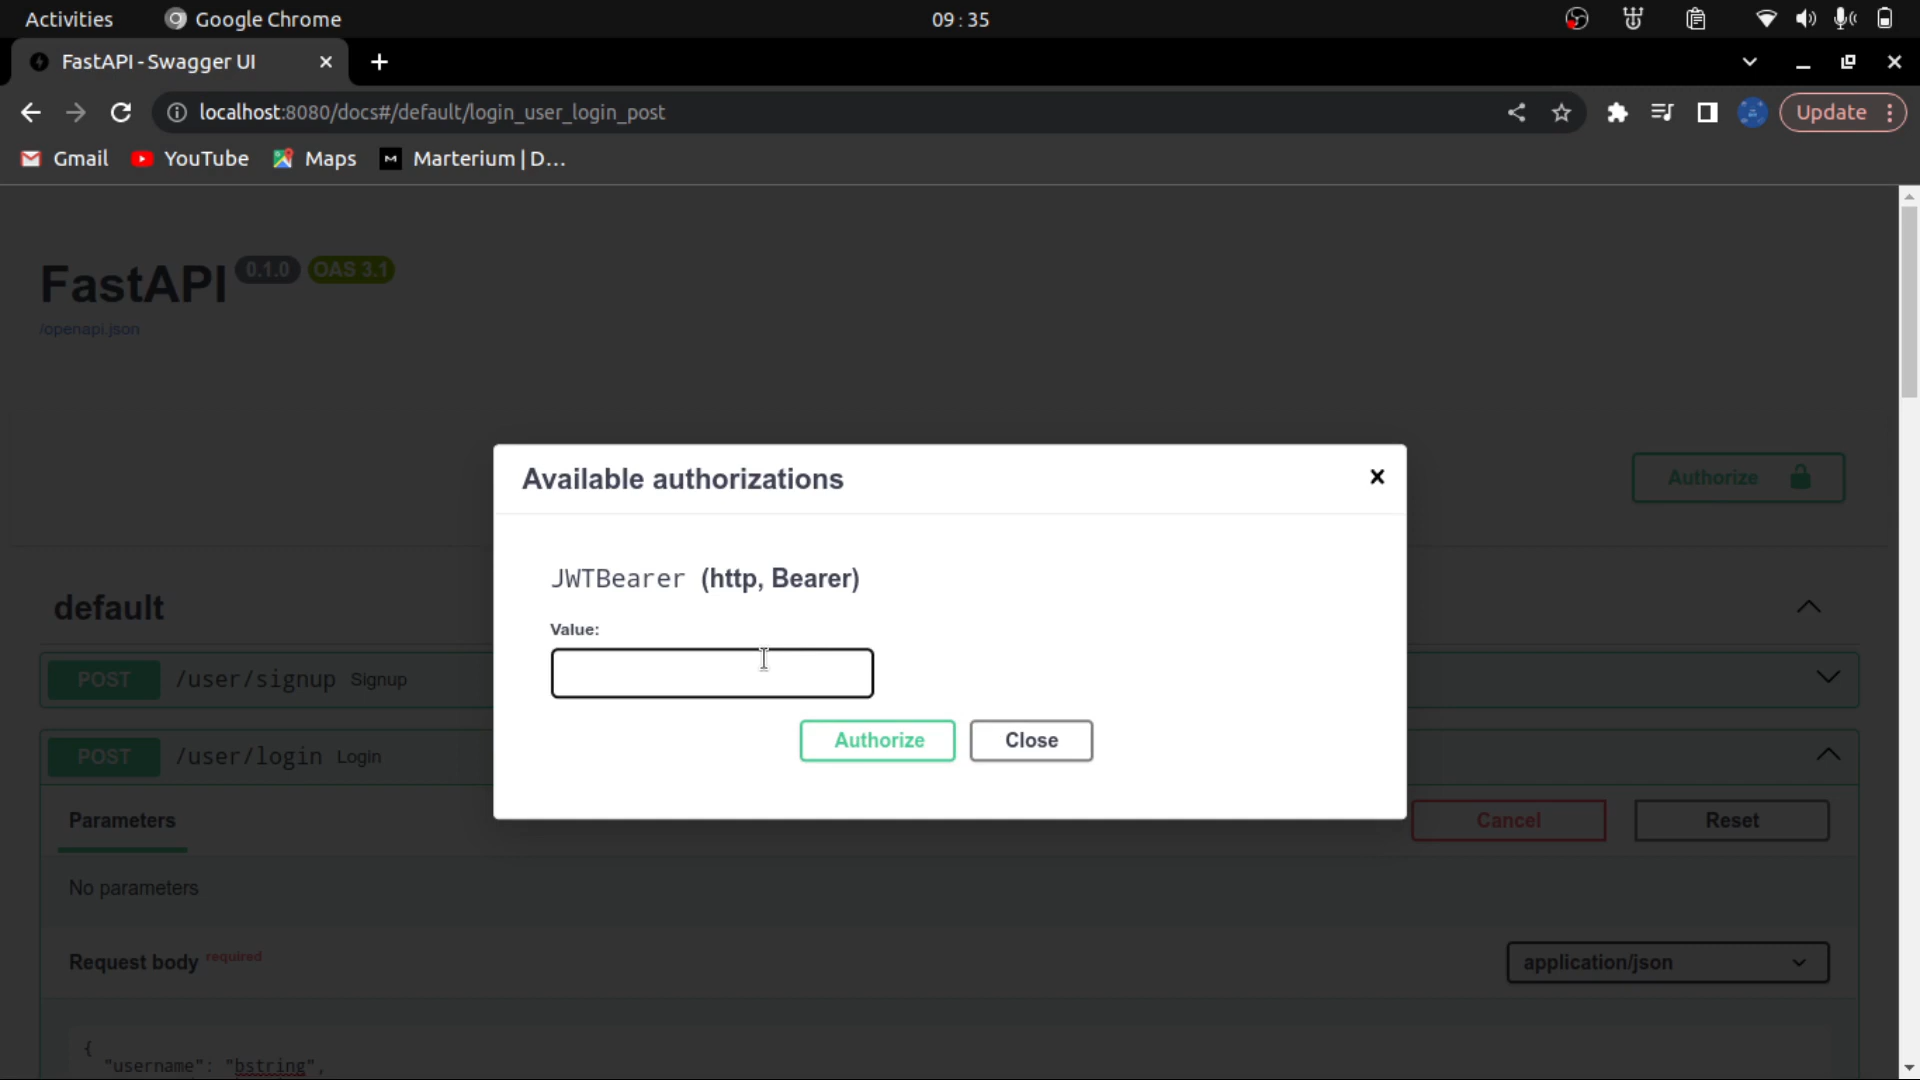 Activities Google Chrome 09:35
FastAPI - Swagger UI
localhost:8080/docs#/default/login_user_login_post Update
Gmail YouTube Maps Marterium | D...
FastAPI 0.1.0 OAS 3.1
/openapi.json
Authorize
Available authorizations
JWTBearer (http, Bearer)
Value:
Authorize Close
default
POST /user/signup Signup
POST /user/login Login
Parameters Cancel Reset
No parameters
Request body required application/json
{
"username": "bstring",